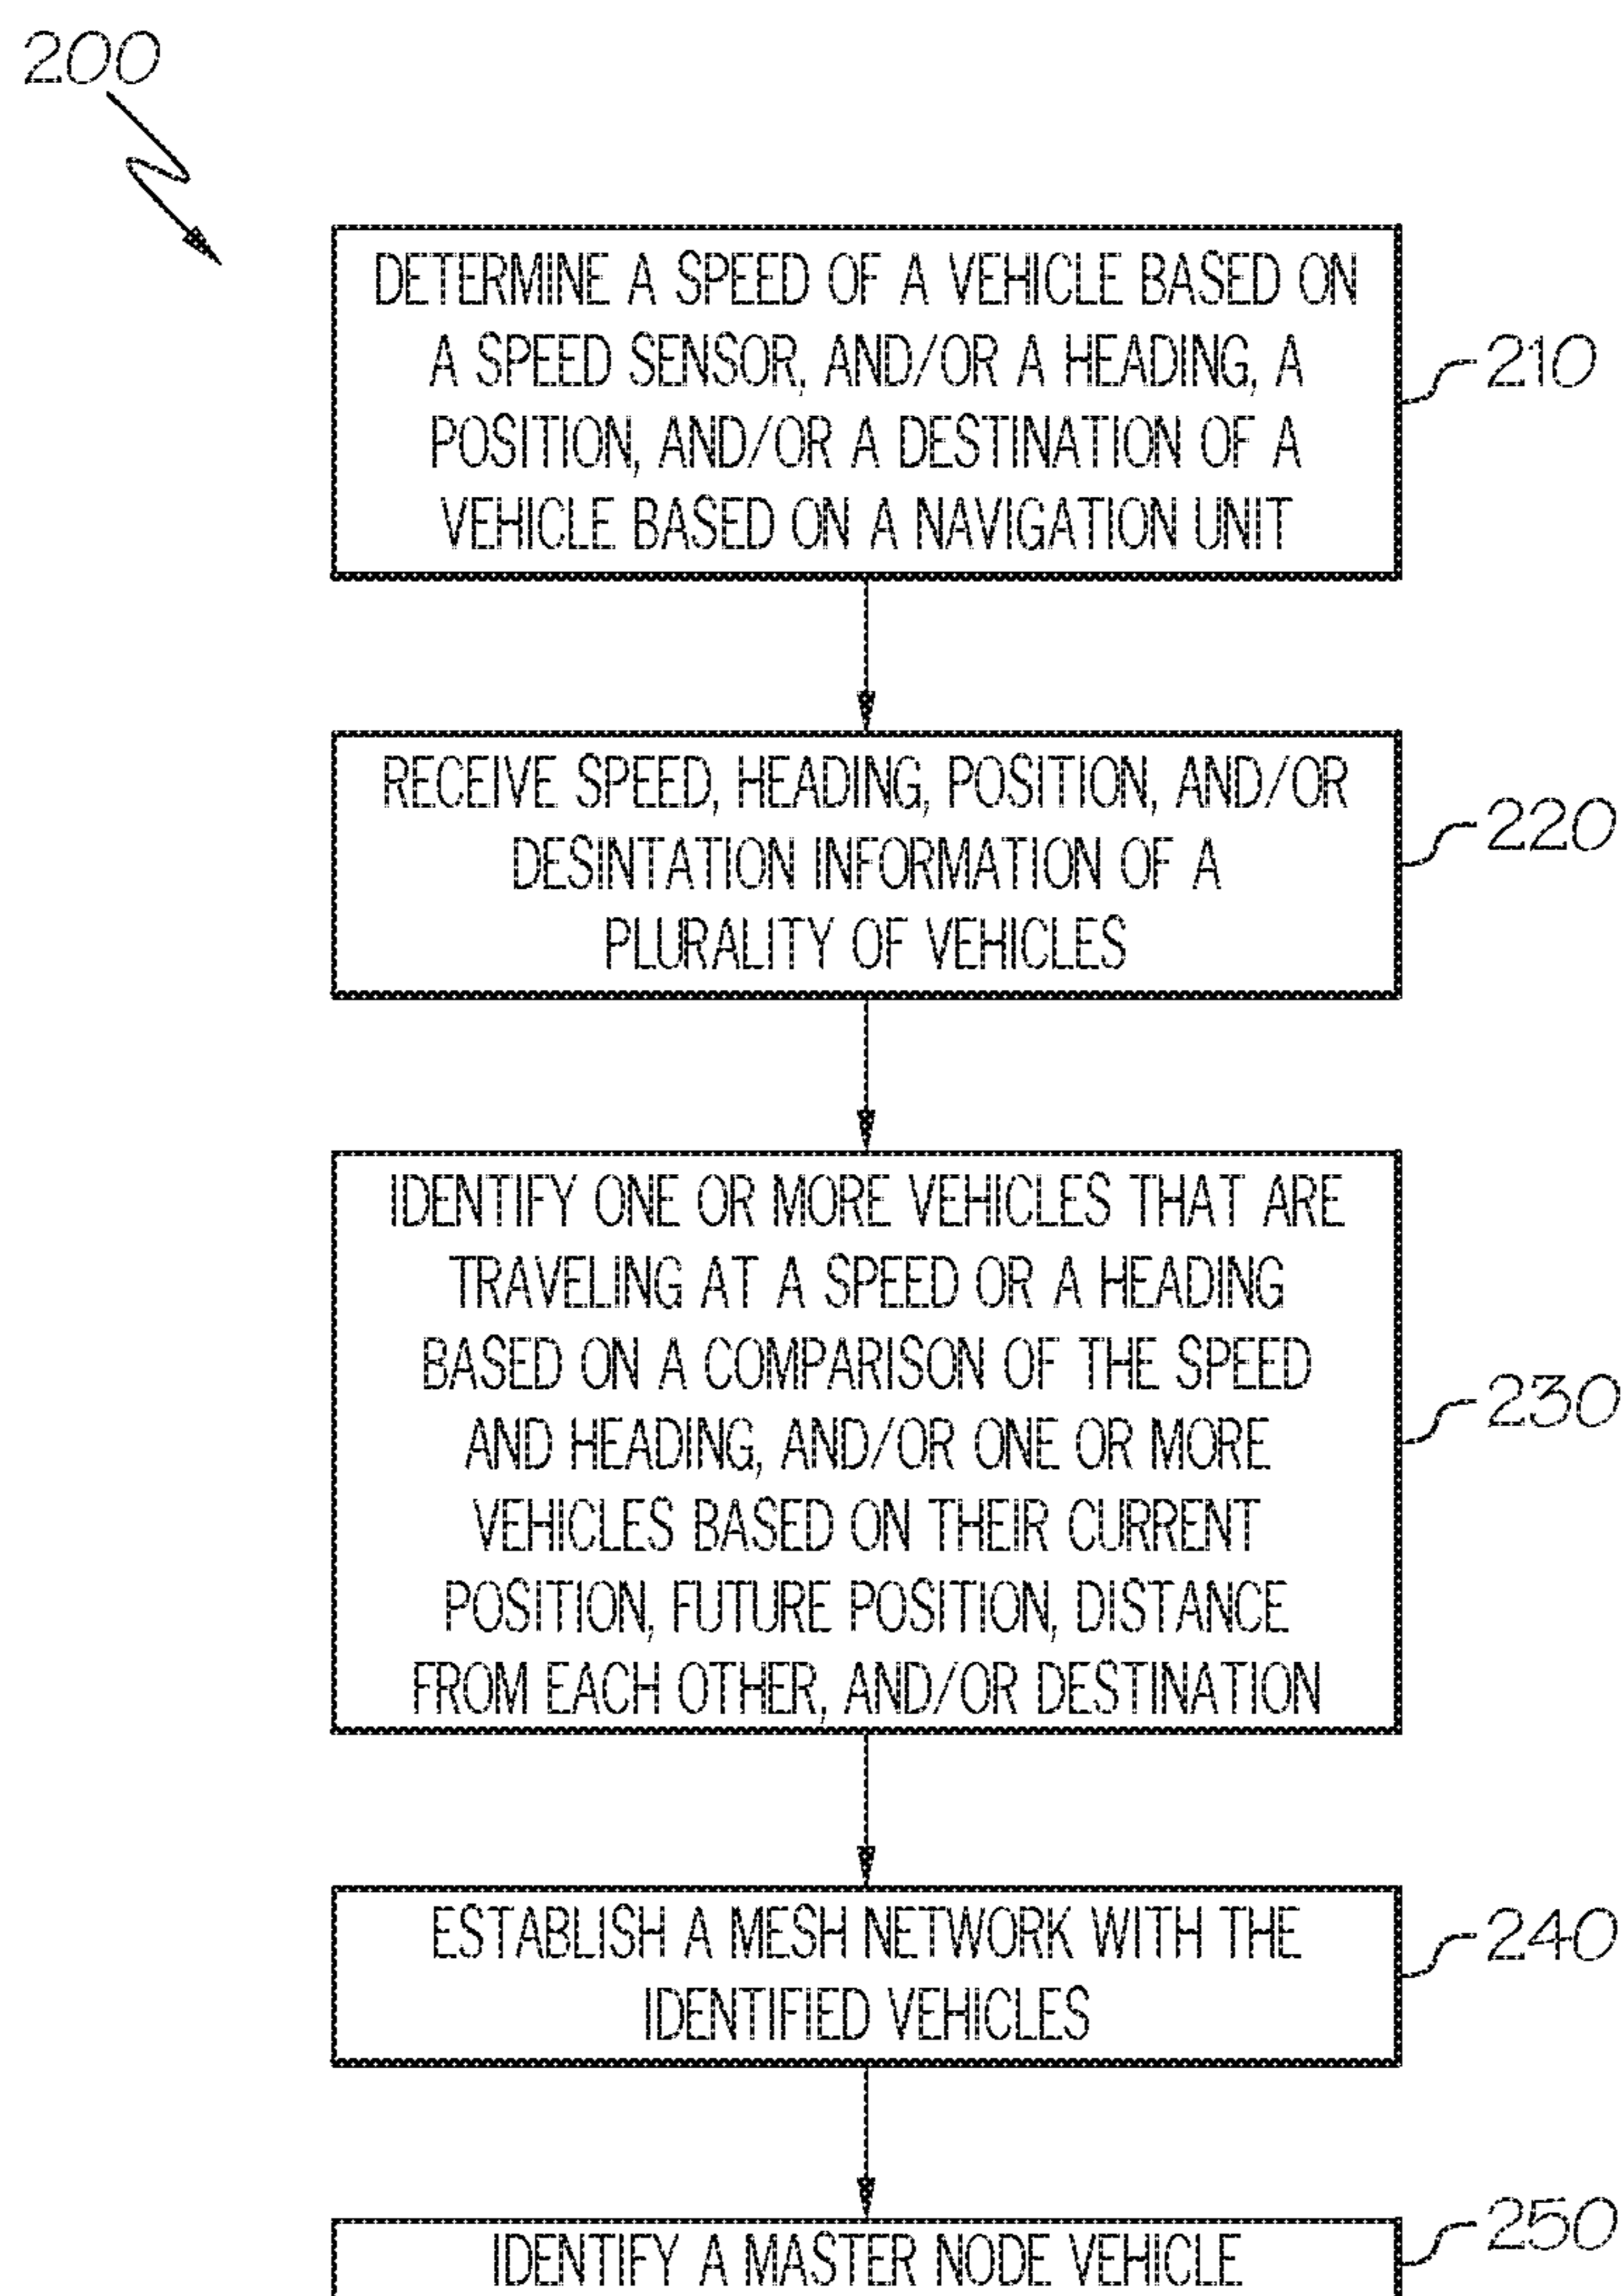 200
DETERMINE A SPEED OF A VEHICLE BASED ON
A SPEED SENSOR, AND/OR A HEADING, A
POSITION, AND/OR A DESTINATION OF A
VEHICLE BASED ON A NAVIGATION UNIT
210
RECEIVE SPEED, HEADING, POSITION, AND/OR
DESINTATION INFORMATION OF A
PLURALITY OF VEHICLES
220
IDENTIFY ONE OR MORE VEHICLES THAT ARE
TRAVELING AT A SPEED OR A HEADING
BASED ON A COMPARISON OF THE SPEED
AND HEADING, AND/OR ONE OR MORE
VEHICLES BASED ON THEIR CURRENT
POSITION, FUTURE POSITION, DISTANCE
FROM EACH OTHER, AND/OR DESTINATION
230
ESTABLISH A MESH NETWORK WITH THE
IDENTIFIED VEHICLES
240
IDENTIFY A MASTER NODE VEHICLE
250